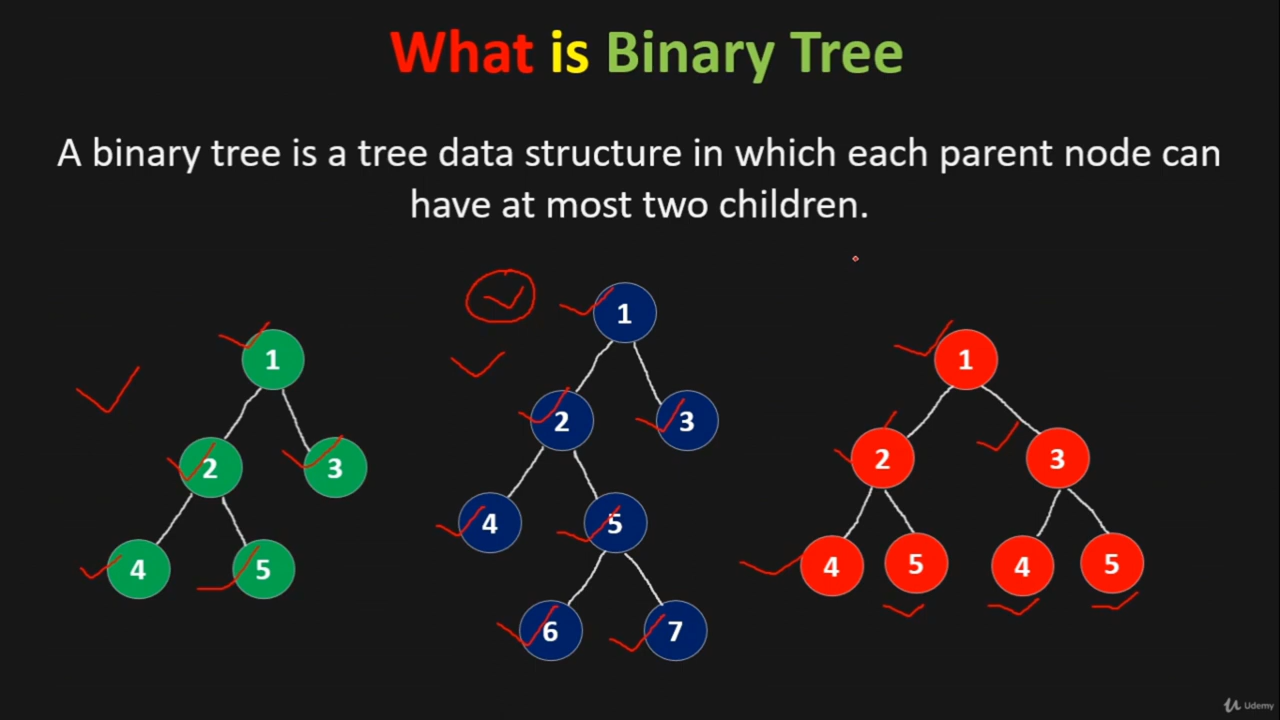 What is Binary Tree
A binary tree is a tree data structure in which each parent node can
have at most two children.
1
2 3
4 5
1
2 3
4 5
6 7
1
2 3
4 5 4 5
Udemy